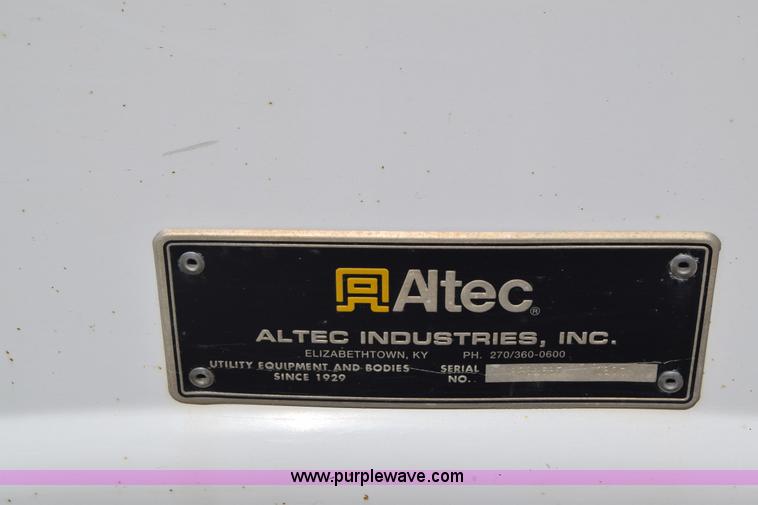 Altec®
ALTEC INDUSTRIES, INC.
ELIZABETHTOWN, KY PH. 270/360-0600
UTILITY EQUIPMENT AND BODIES
SINCE 1929
SERIAL
NO.
www.purplewave.com